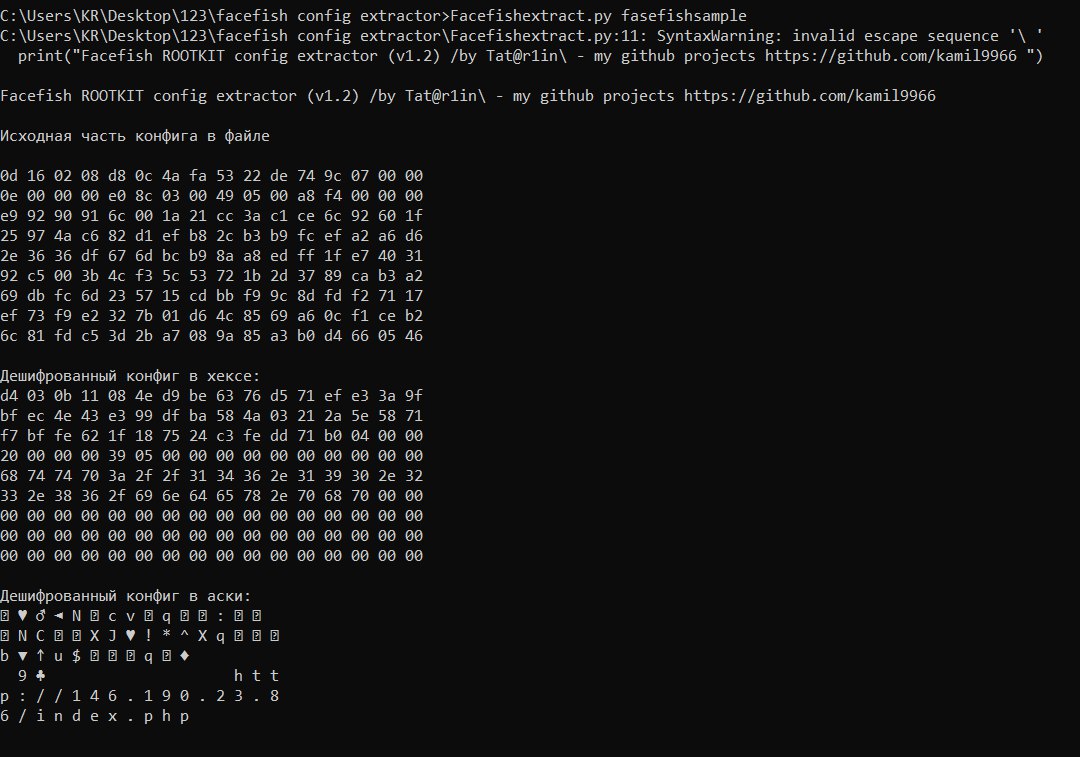 C:\Users\KR\Desktop\123\facefish config extractor>Facefishextract.py fasefishsample
C:\Users\KR\Desktop\123\facefish config extractor\Facefishextract.py:11: SyntaxWarning: invalid escape sequence '\ '
print("Facefish ROOTKIT config extractor (v1.2) /by Tat@r1in\ - my github projects https://github.com/kamil9966 ")
Facefish ROOTKIT config extractor (v1.2) /by Tat@r1in\ - my github projects https://github.com/kamil9966
Исходная часть конфига в файле
0d 16 02 08 d8 0c 4a fa 53 22 de 74 9c 07 00 00
0e 00 00 00 e0 8c 03 00 49 05 00 a8 f4 00 00 00
e9 92 90 91 6c 00 1a 21 cc 3a c1 ce 6c 92 60 1f
25 97 4a c6 82 d1 ef b8 2c b3 b9 fc ef a2 a6 d6
2e 36 36 df 67 6d bc b9 8a a8 ed ff 1f e7 40 31
92 c5 00 3b 4c f3 5c 53 72 1b 2d 37 89 ca b3 a2
69 db fc 6d 23 57 15 cd bb f9 9c 8d fd f2 71 17
ef 73 f9 e2 32 7b 01 d6 4c 85 69 a6 0c f1 ce b2
6c 81 fd c5 3d 2b a7 08 9a 85 a3 b0 d4 66 05 46
Дешифрованный конфиг в хексе:
d4 03 0b 11 08 4e d9 be 63 76 d5 71 ef e3 3a 9f
bf ec 4e 43 e3 99 df ba 58 4a 03 21 2a 5e 58 71
f7 bf fe 62 1f 18 75 24 c3 fe dd 71 b0 04 00 00
20 00 00 00 39 05 00 00 00 00 00 00 00 00 00 00
68 74 74 70 3a 2f 2f 31 34 36 2e 31 39 30 2e 32
33 2e 38 36 2f 69 6e 64 65 78 2e 70 68 70 00 00
00 00 00 00 00 00 00 00 00 00 00 00 00 00 00 00
00 00 00 00 00 00 00 00 00 00 00 00 00 00 00 00
00 00 00 00 00 00 00 00 00 00 00 00 00 00 00 00
Дешифрованный конфиг в аски:
⍰ ♥ ♂ ◄ N ⍰ c v ⍰ q ⍰ ⍰ : ⍰ ⍰
⍰ N C ⍰ ⍰ X J ♥ ! * ^ X q ⍰ ⍰ ⍰
b ▼ ↑ u $ ⍰ ⍰ ⍰ q ⍰ ♦
9 ♣ h t t
p : / / 1 4 6 . 1 9 0 . 2 3 . 8
6 / i n d e x . p h p